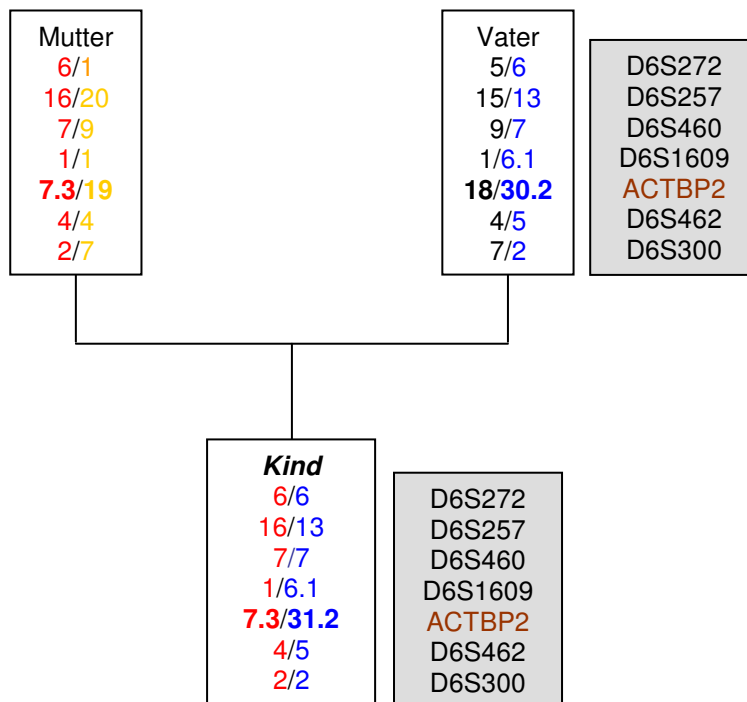 Mutter
6/1
16/20
7/9
1/1
7.3/19
4/4
2/7
Vater
5/6
15/13
9/7
1/6.1
18/30.2
4/5
7/2
D6S272
D6S257
D6S460
D6S1609
ACTBP2
D6S462
D6S300
Kind
6/6
16/13
7/7
1/6.1
7.3/31.2
4/5
2/2
D6S272
D6S257
D6S460
D6S1609
ACTBP2
D6S462
D6S300